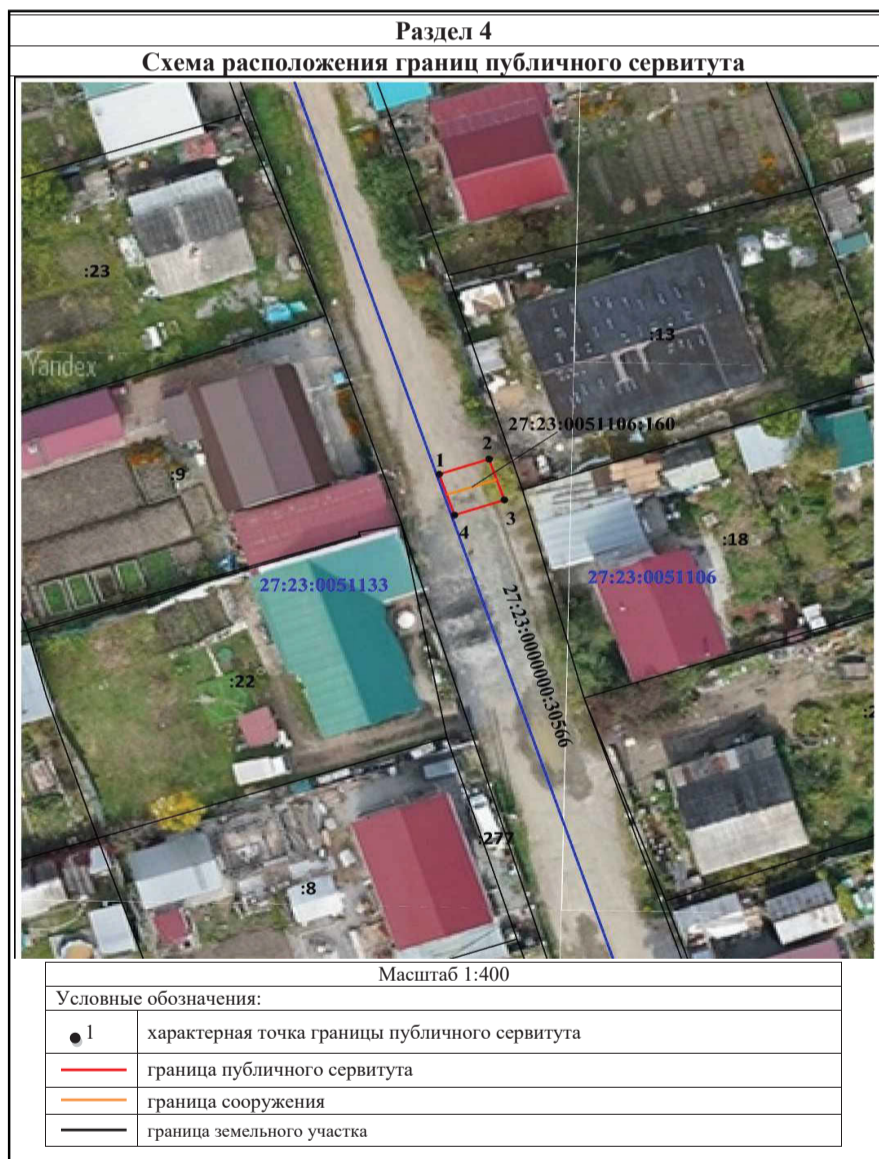 Раздел 4
Схема расположения границ публичного сервитута
:23
:13
Yandex
27:23:0051106:160
1
2
:9
3
4
:18
27:23:0051133
27:23:0051106
27:23:0000000:30566
:22
:277
:8
Масштаб 1:400
Условные обозначения:
1 характерная точка границы публичного сервитута
граница публичного сервитута
граница сооружения
граница земельного участка